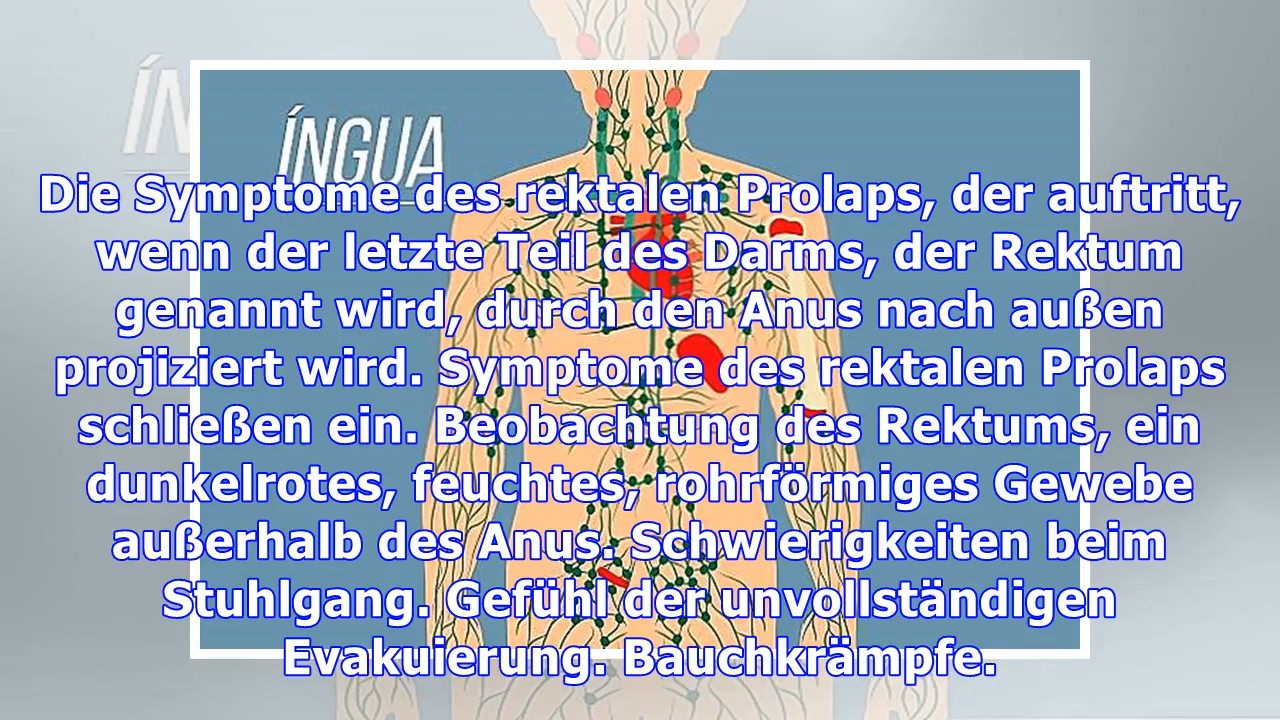 ÍN
ÍNGUA
Die Symptome des rektalen Prolaps, der auftritt,
wenn der letzte Teil des Darms, der Rektum
genannt wird, durch den Anus nach außen
projiziert wird. Symptome des rektalen Prolaps
schließen ein. Beobachtung des Rektums, ein
dunkelrotes, feuchtes, rohrförmiges Gewebe
außerhalb des Anus. Schwierigkeiten beim
Stuhlgang. Gefühl der unvollständigen
Evakuierung. Bauchkrämpfe.